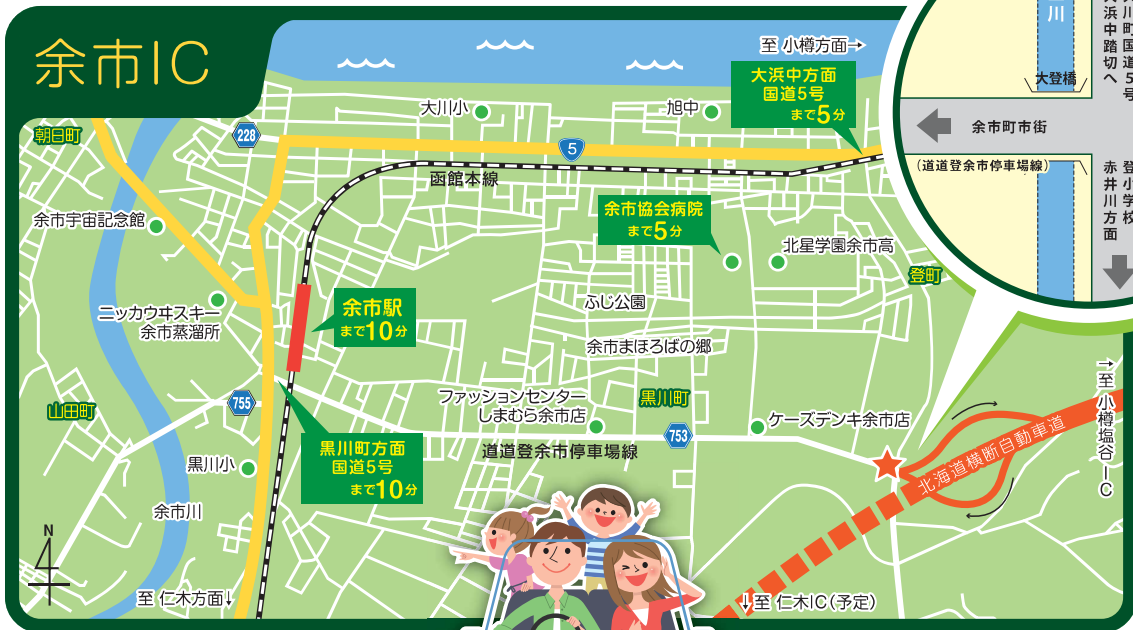 余市IC
至 小樽方面→
大浜中方面
国道5号
まで5分
大川小
旭中
朝日町
228
5
函館本線
余市宇宙記念館
余市協会病院
まで5分
北星学園余市高
登町
ニッカウヰスキー
余市蒸溜所
余市駅
まで10分
ふじ公園
余市まほろばの郷
山田町
755
ファッションセンター
しまむら余市店
黒川町
753
ケーズデンキ余市店
道道登余市停車場線
黒川町方面
国道5号
まで10分
黒川小
余市川
N
至 仁木方面↓
北海道横断自動車道
→至 小樽塩谷IC
↓至 仁木IC(予定)
川
大登橋
川町国道5号
浜中踏切へ
余市町市街
(道道登余市停車場線)
登小学校
赤井川方面